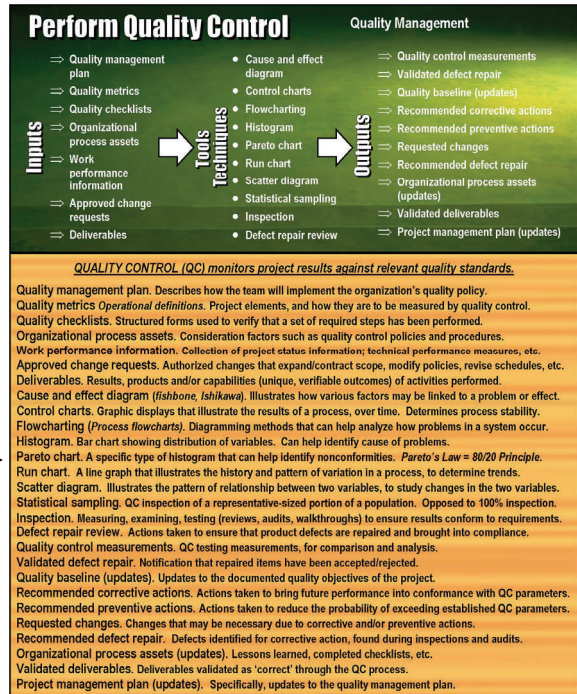 Perform Quality Control
Quality Management
Inputs
⇒ Quality management
plan
⇒ Quality metrics
⇒ Quality checklists
⇒ Organizational
process assets
⇒ Work
performance
information
⇒ Approved change
requests
⇒ Deliverables
Tools
Techniques
• Cause and effect
diagram
• Control charts
• Flowcharting
• Histogram
• Pareto chart
• Run chart
• Scatter diagram
• Statistical sampling
• Inspection
• Defect repair review
Outputs
⇒ Quality control measurements
⇒ Validated defect repair
⇒ Quality baseline (updates)
⇒ Recommended corrective actions
⇒ Recommended preventive actions
⇒ Requested changes
⇒ Recommended defect repair
⇒ Organizational process assets
(updates)
⇒ Validated deliverables
⇒ Project management plan (updates)
QUALITY CONTROL (QC) monitors project results against relevant quality standards.
Quality management plan. Describes how the team will implement the organization's quality policy.
Quality metrics Operational definitions. Project elements, and how they are to be measured by quality control.
Quality checklists. Structured forms used to verify that a set of required steps has been performed.
Organizational process assets. Consideration factors such as quality control policies and procedures.
Work performance information. Collection of project status information; technical performance measures, etc.
Approved change requests. Authorized changes that expand/contract scope, modify policies, revise schedules, etc.
Deliverables. Results, products and/or capabilities (unique, verifiable outcomes) of activities performed.
Cause and effect diagram (fishbone, Ishikawa). Illustrates how various factors may be linked to a problem or effect.
Control charts. Graphic displays that illustrate the results of a process, over time. Determines process stability.
Flowcharting (Process flowcharts). Diagramming methods that can help analyze how problems in a system occur.
Histogram. Bar chart showing distribution of variables. Can help identify cause of problems.
Pareto chart. A specific type of histogram that can help identify nonconformities. Pareto's Law = 80/20 Principle.
Run chart. A line graph that illustrates the history and pattern of variation in a process, to determine trends.
Scatter diagram. Illustrates the pattern of relationship between two variables, to study changes in the two variables.
Statistical sampling. QC inspection of a representative-sized portion of a population. Opposed to 100% inspection.
Inspection. Measuring, examining, testing (reviews, audits, walkthroughs) to ensure results conform to requirements.
Defect repair review. Actions taken to ensure that product defects are repaired and brought into compliance.
Quality control measurements. QC testing measurements, for comparison and analysis.
Validated defect repair. Notification that repaired items have been accepted/rejected.
Quality baseline (updates). Updates to the documented quality objectives of the project.
Recommended corrective actions. Actions taken to bring future performance into conformance with QC parameters.
Recommended preventive actions. Actions taken to reduce the probability of exceeding established QC parameters.
Requested changes. Changes that may be necessary due to corrective and/or preventive actions.
Recommended defect repair. Defects identified for corrective action, found during inspections and audits.
Organizational process assets (updates). Lessons learned, completed checklists, etc.
Validated deliverables. Deliverables validated as 'correct' through the QC process.
Project management plan (updates). Specifically, updates to the quality management plan.